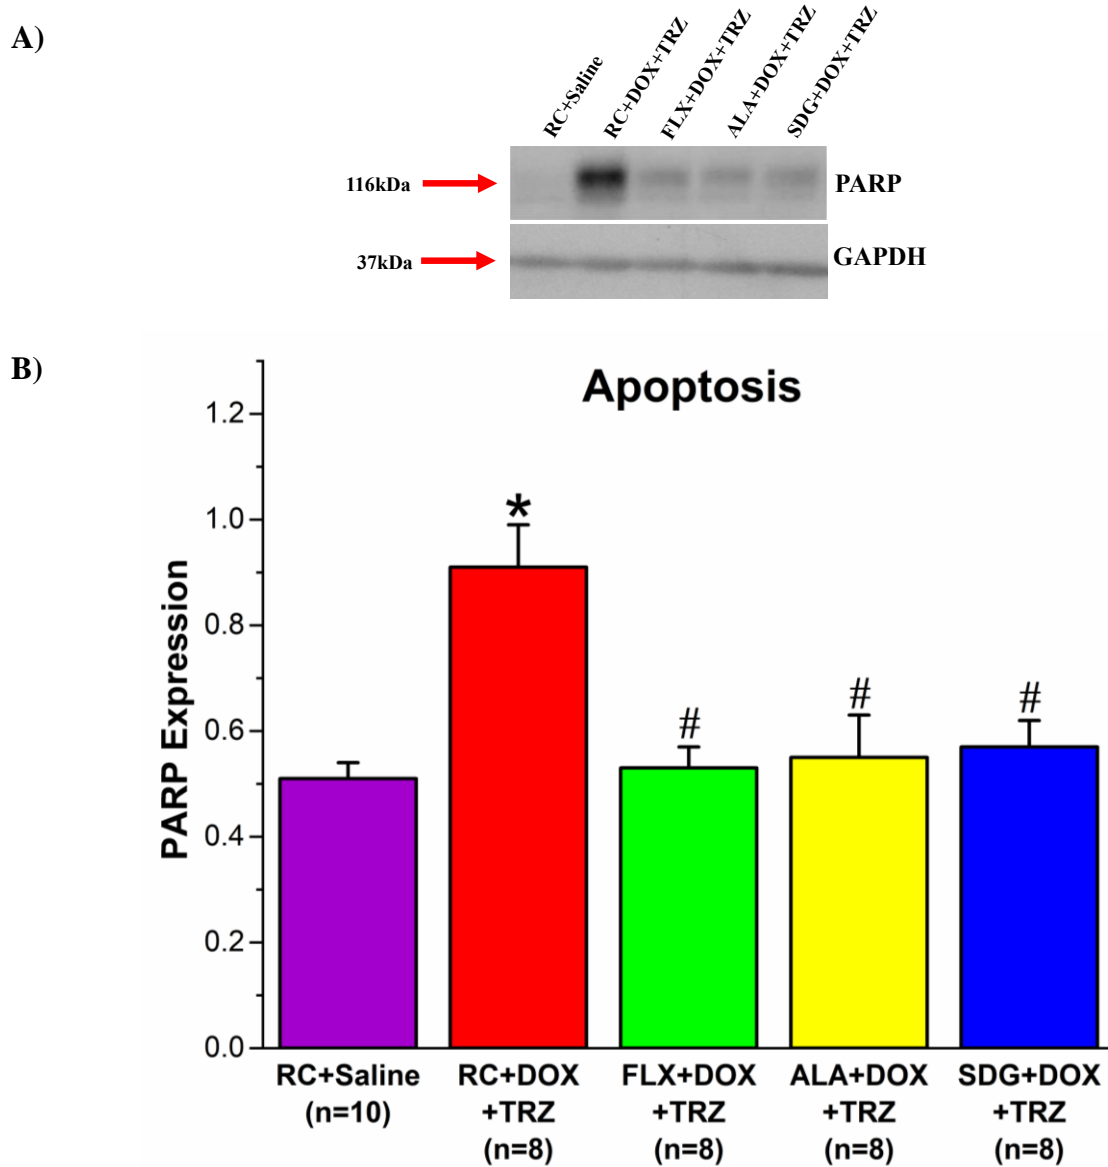 A)
RC+Saline
RC+DOX+TRZ
FLX+DOX+TRZ
ALA+DOX+TRZ
SDG+DOX+TRZ
116kDa
PARP
37kDa
GAPDH
B)
Apoptosis
PARP Expression
1.2
1.0
0.8
0.6
0.4
0.2
0.0
*
#
#
#
RC+Saline
(n=10)
RC+DOX
+TRZ
(n=8)
FLX+DOX
+TRZ
(n=8)
ALA+DOX
+TRZ
(n=8)
SDG+DOX
+TRZ
(n=8)